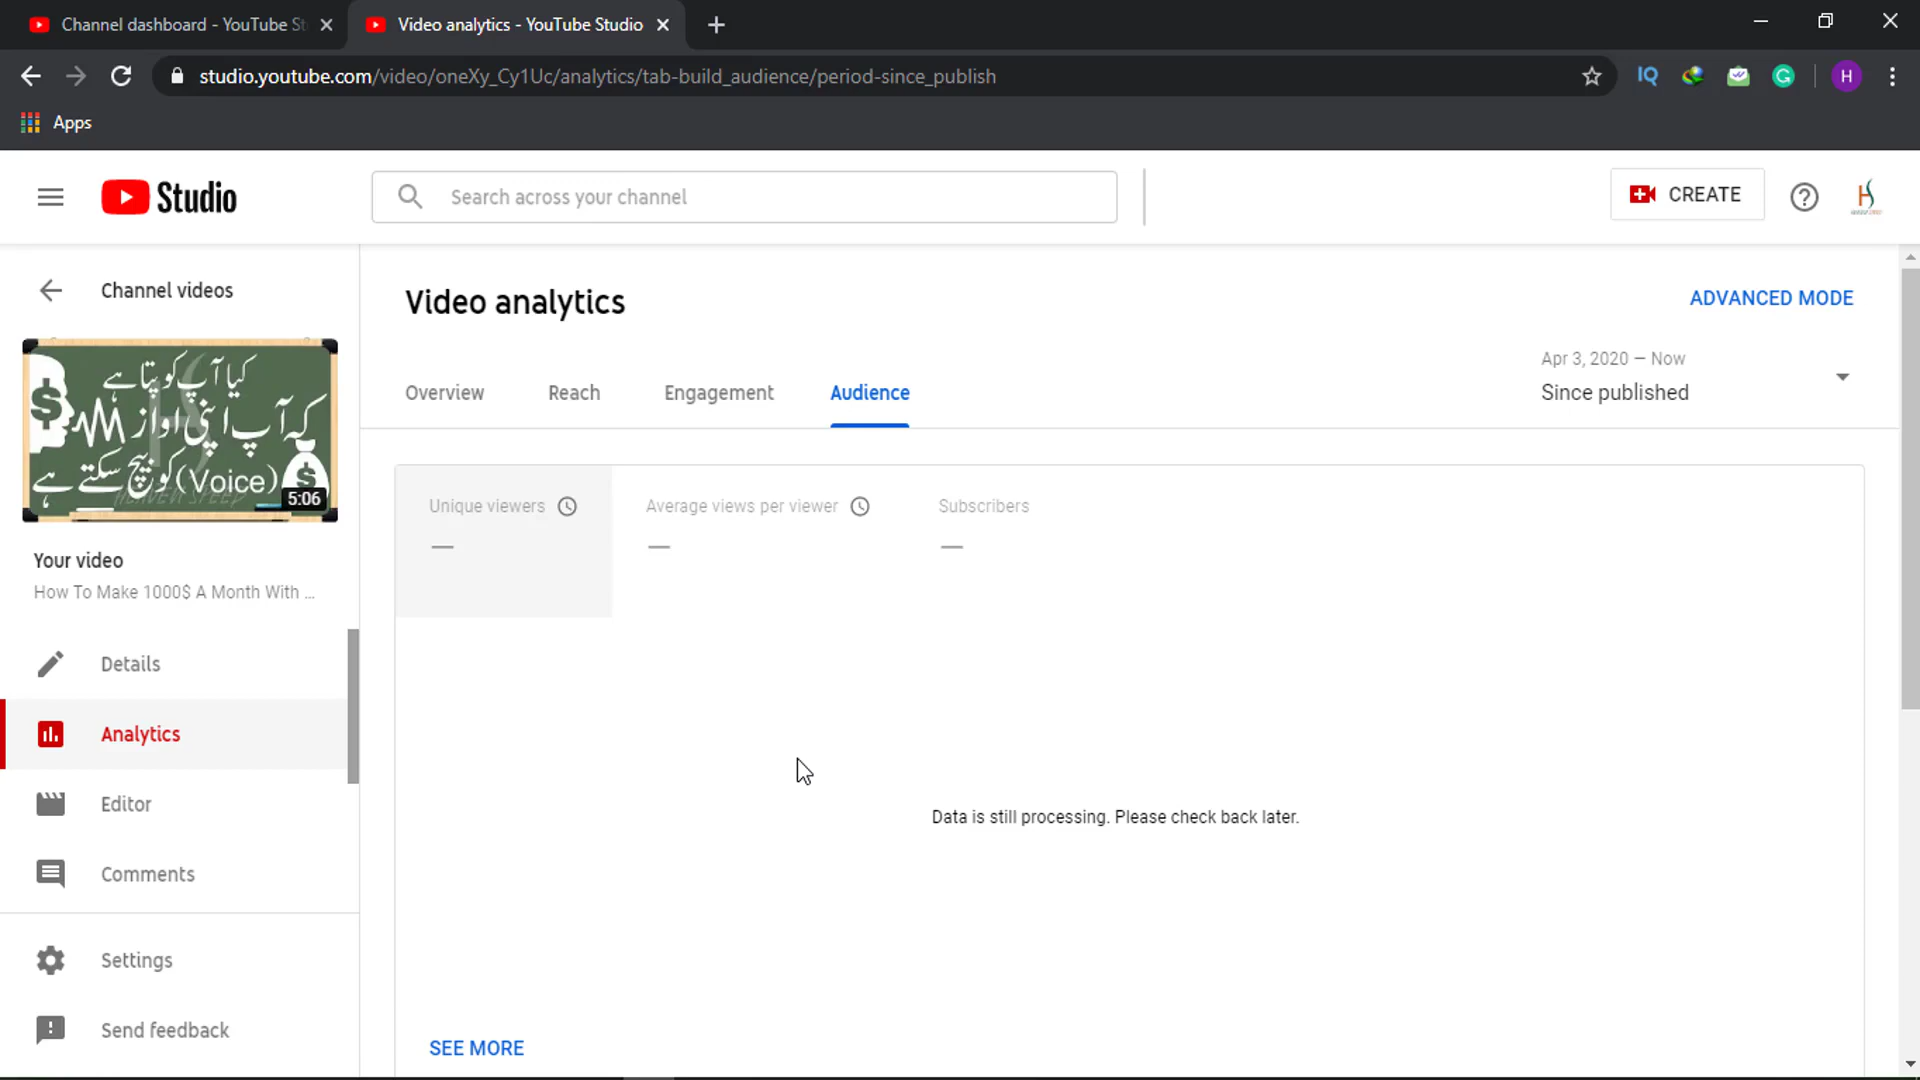 Channel dashboard - YouTube St
Video analytics - YouTube Studio
studio.youtube.com/video/oneXy_Cy1Uc/analytics/tab-build_audience/period-since_publish
IQ
G
H
Apps
Studio
Search across your channel
CREATE
Channel videos
کیا آپ کو پتا ہے
کہ آپ اپنی اواز
کو بیچ سکتے ہے (Voice)
HEAVEN SPEED
5:06
Your video
How To Make 1000$ A Month With ...
Details
Analytics
Editor
Comments
Settings
Send feedback
Video analytics
ADVANCED MODE
Overview
Reach
Engagement
Audience
Apr 3, 2020 – Now
Since published
Unique viewers
—
Average views per viewer
—
Subscribers
—
Data is still processing. Please check back later.
SEE MORE